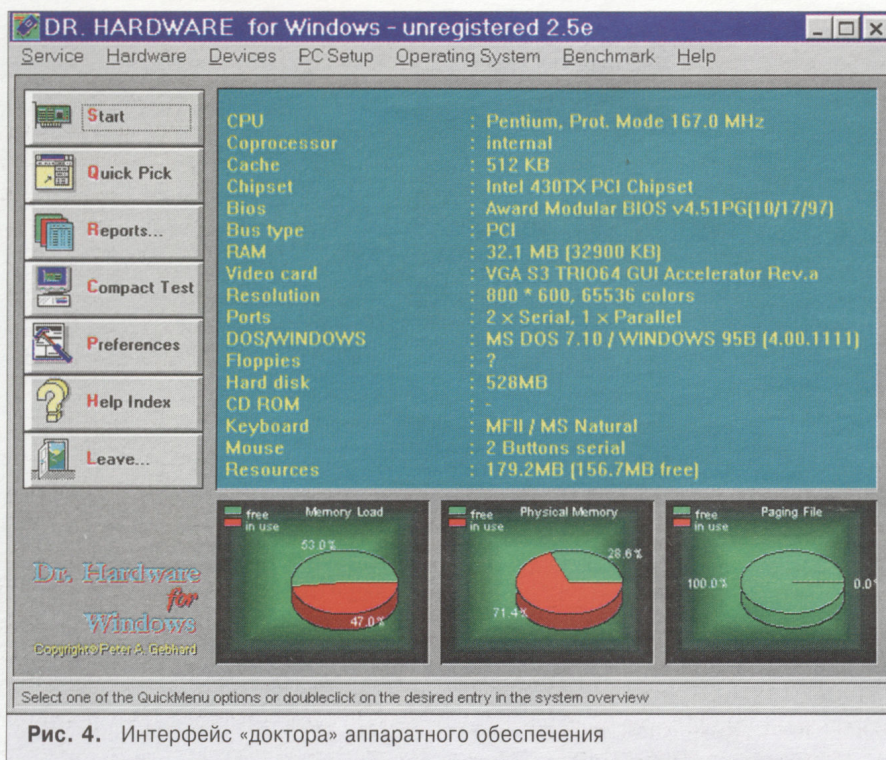 DR. HARDWARE for Windows - unregistered 2.5e
Service Hardware Devices PC Setup Operating System Benchmark Help
Start
Quick Pick
Reports...
Compact Test
Preferences
Help Index
Leave...
CPU : Pentium, Prot. Mode 167.0 MHz
Coprocessor : internal
Cache : 512 KB
Chipset : Intel 430TX PCI Chipset
Bios : Award Modular BIOS v4.51PG(10/17/97)
Bus type : PCI
RAM : 32.1 MB (32900 KB)
Video card : VGA S3 TRIO64 GUI Accelerator Rev.a
Resolution : 800 * 600, 65536 colors
Ports : 2 x Serial, 1 x Parallel
DOS/WINDOWS : MS DOS 7.10 / WINDOWS 95B (4.00.1111)
Floppies : ?
Hard disk : 528MB
CD ROM : -
Keyboard : MFII / MS Natural
Mouse : 2 Buttons serial
Resources : 179.2MB (156.7MB free)
Dr. Hardware
for
Windows
Copyright © Peter A. Gebhard
free
in use
Memory Load
53.0%
47.0%
free
in use
Physical Memory
28.6%
71.4%
free
in use
Paging File
100.0%
0.0
Select one of the QuickMenu options or doubleclick on the desired entry in the system overview
Рис. 4. Интерфейс «доктора» аппаратного обеспечения